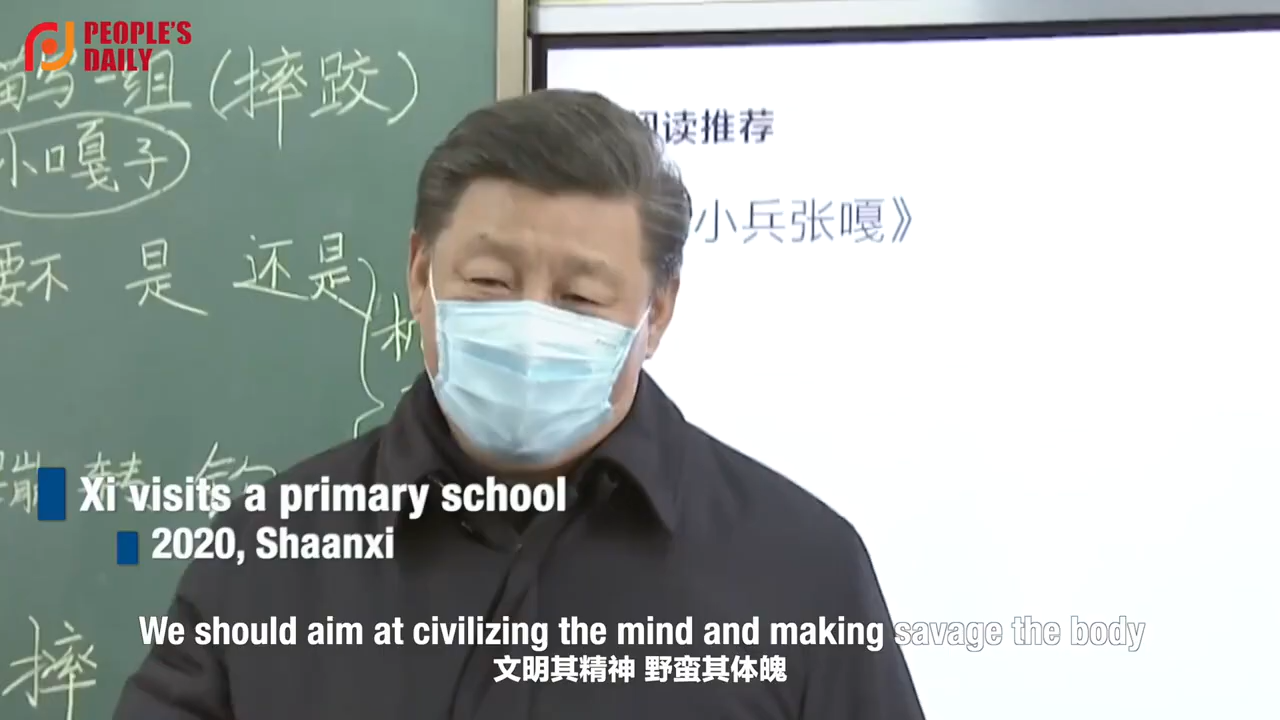 PEOPLE'S
DAILY
一组(摔跤)
小嘎子
要不 是 还是
摔
读推荐
小兵张嘎》
Xi visits a primary school
2020, Shaanxi
We should aim at civilizing the mind and making savage the body
文明其精神 野蛮其体魄